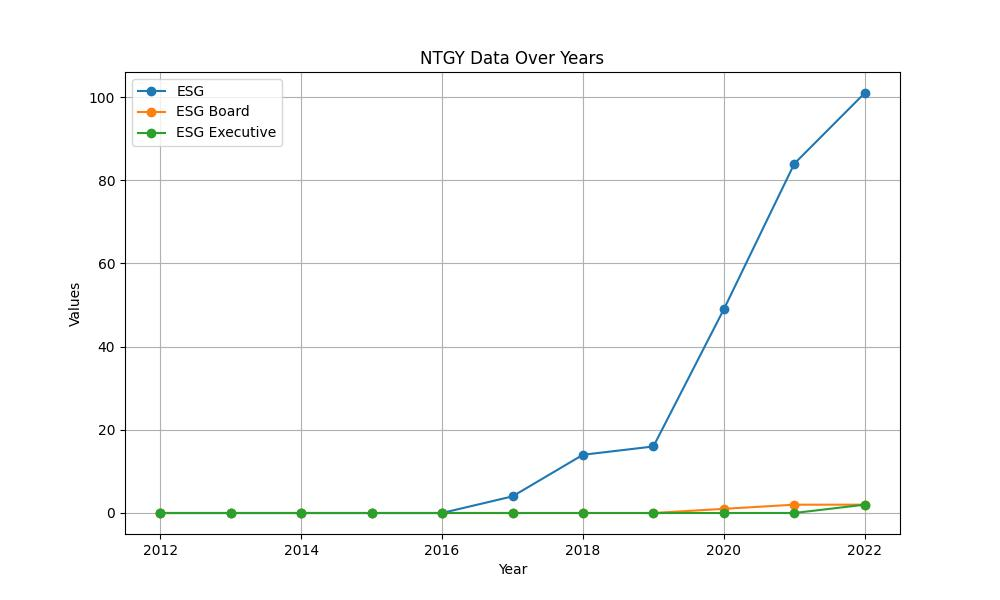 NTGY Data Over Years
ESG
ESG Board
ESG Executive
Values
100
80
60
40
20
0
2012
2014
2016
2018
2020
2022
Year